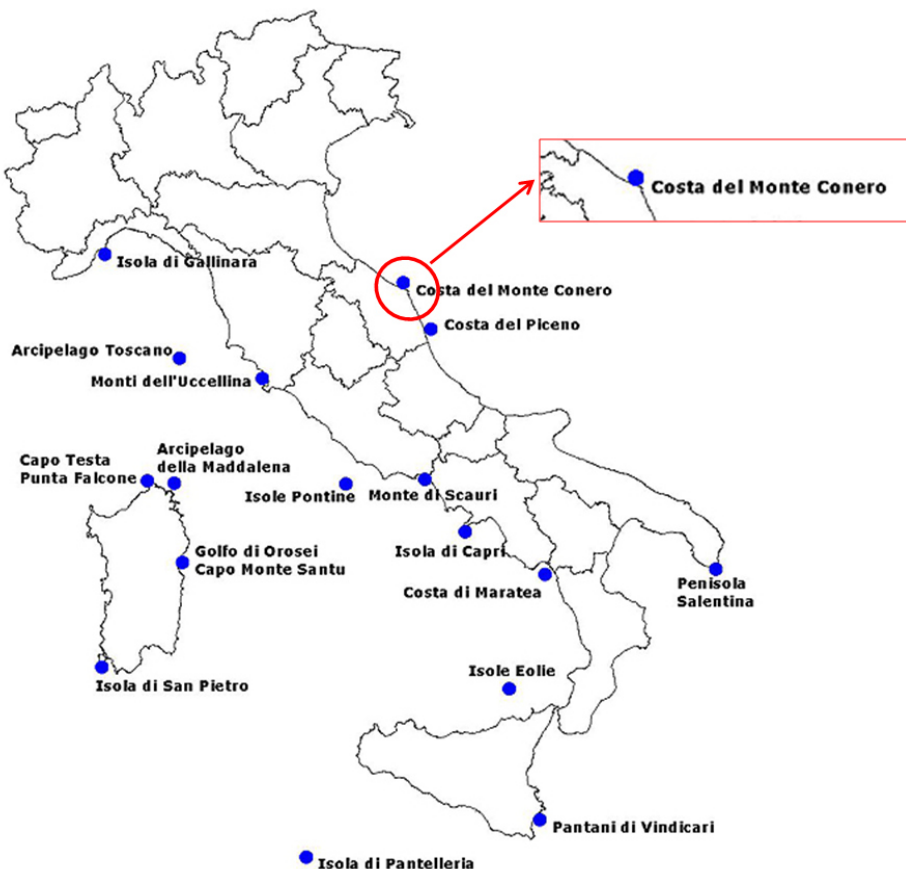 Costa del Monte Conero
Isola di Gallinara
Costa del Monte Conero
Costa del Piceno
Arcipelago Toscano
Monti dell'Uccellina
Capo Testa
Punta Falcone
Arcipelago
della Maddalena
Isole Pontine
Monte di Scauri
Golfo di Orosei
Capo Monte Santu
Isola di Capri
Costa di Maratea
Penisola
Salentina
Isola di San Pietro
Isole Eolie
Pantani di Vindicari
Isola di Pantelleria